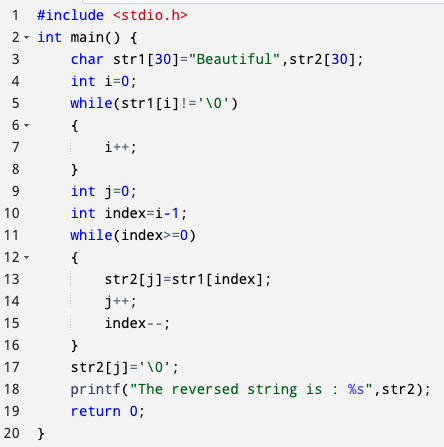 1 #include <stdio.h>
2 int main() {
3     char str1[30]="Beautiful",str2[30];
4     int i=0;
5     while(str1[i]!='\0')
6     {
7         i++;
8     }
9     int j=0;
10     int index=i-1;
11     while(index>=0)
12     {
13         str2[j]=str1[index];
14         j++;
15         index--;
16     }
17     str2[j]='\0';
18     printf("The reversed string is : %s",str2);
19     return 0;
20 }